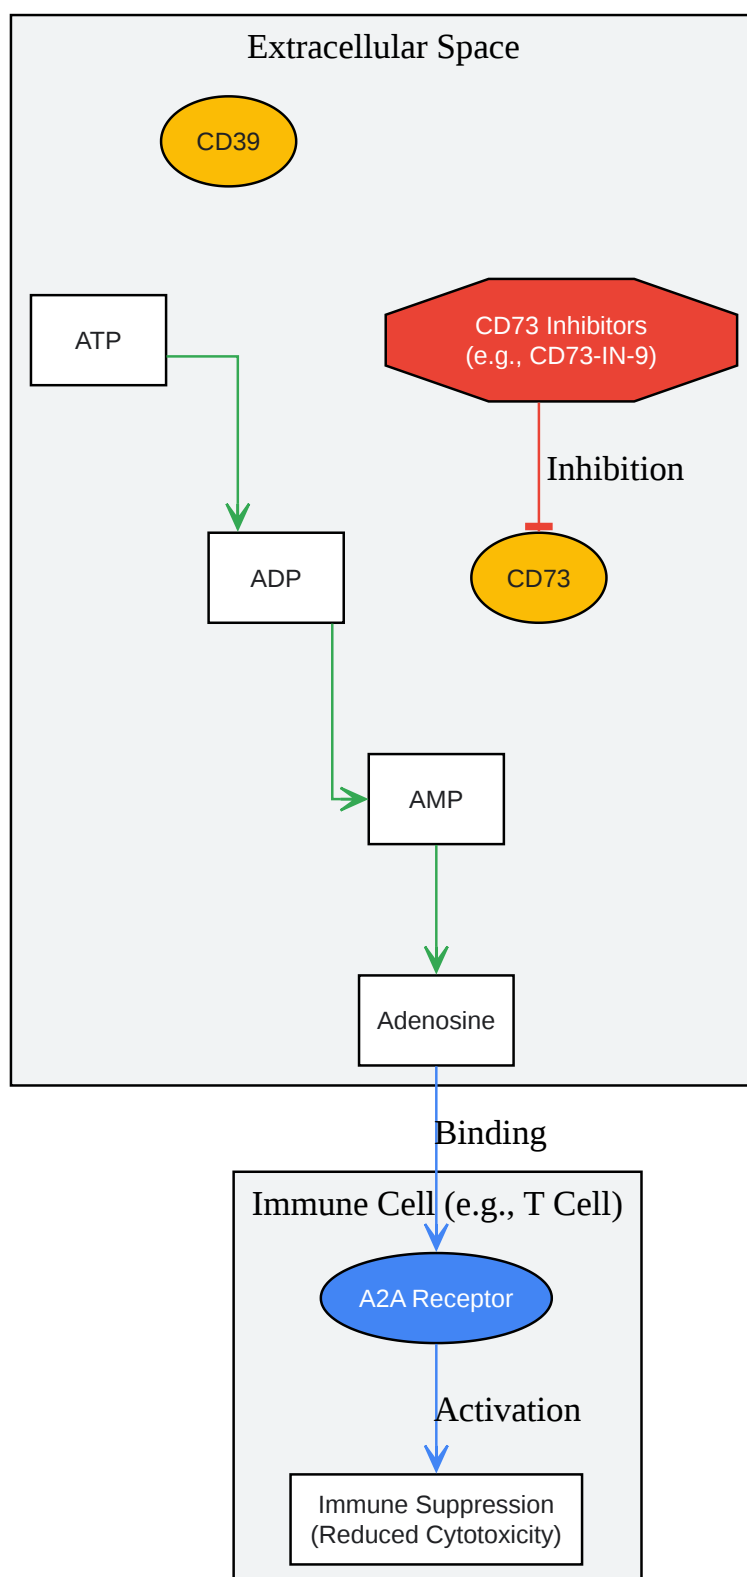 Extracellular Space
CD39
ATP
CD73 Inhibitors
(e.g., CD73-IN-9)
Inhibition
ADP
CD73
AMP
Adenosine
Binding
Immune Cell (e.g., T Cell)
A2A Receptor
Activation
Immune Suppression
(Reduced Cytotoxicity)